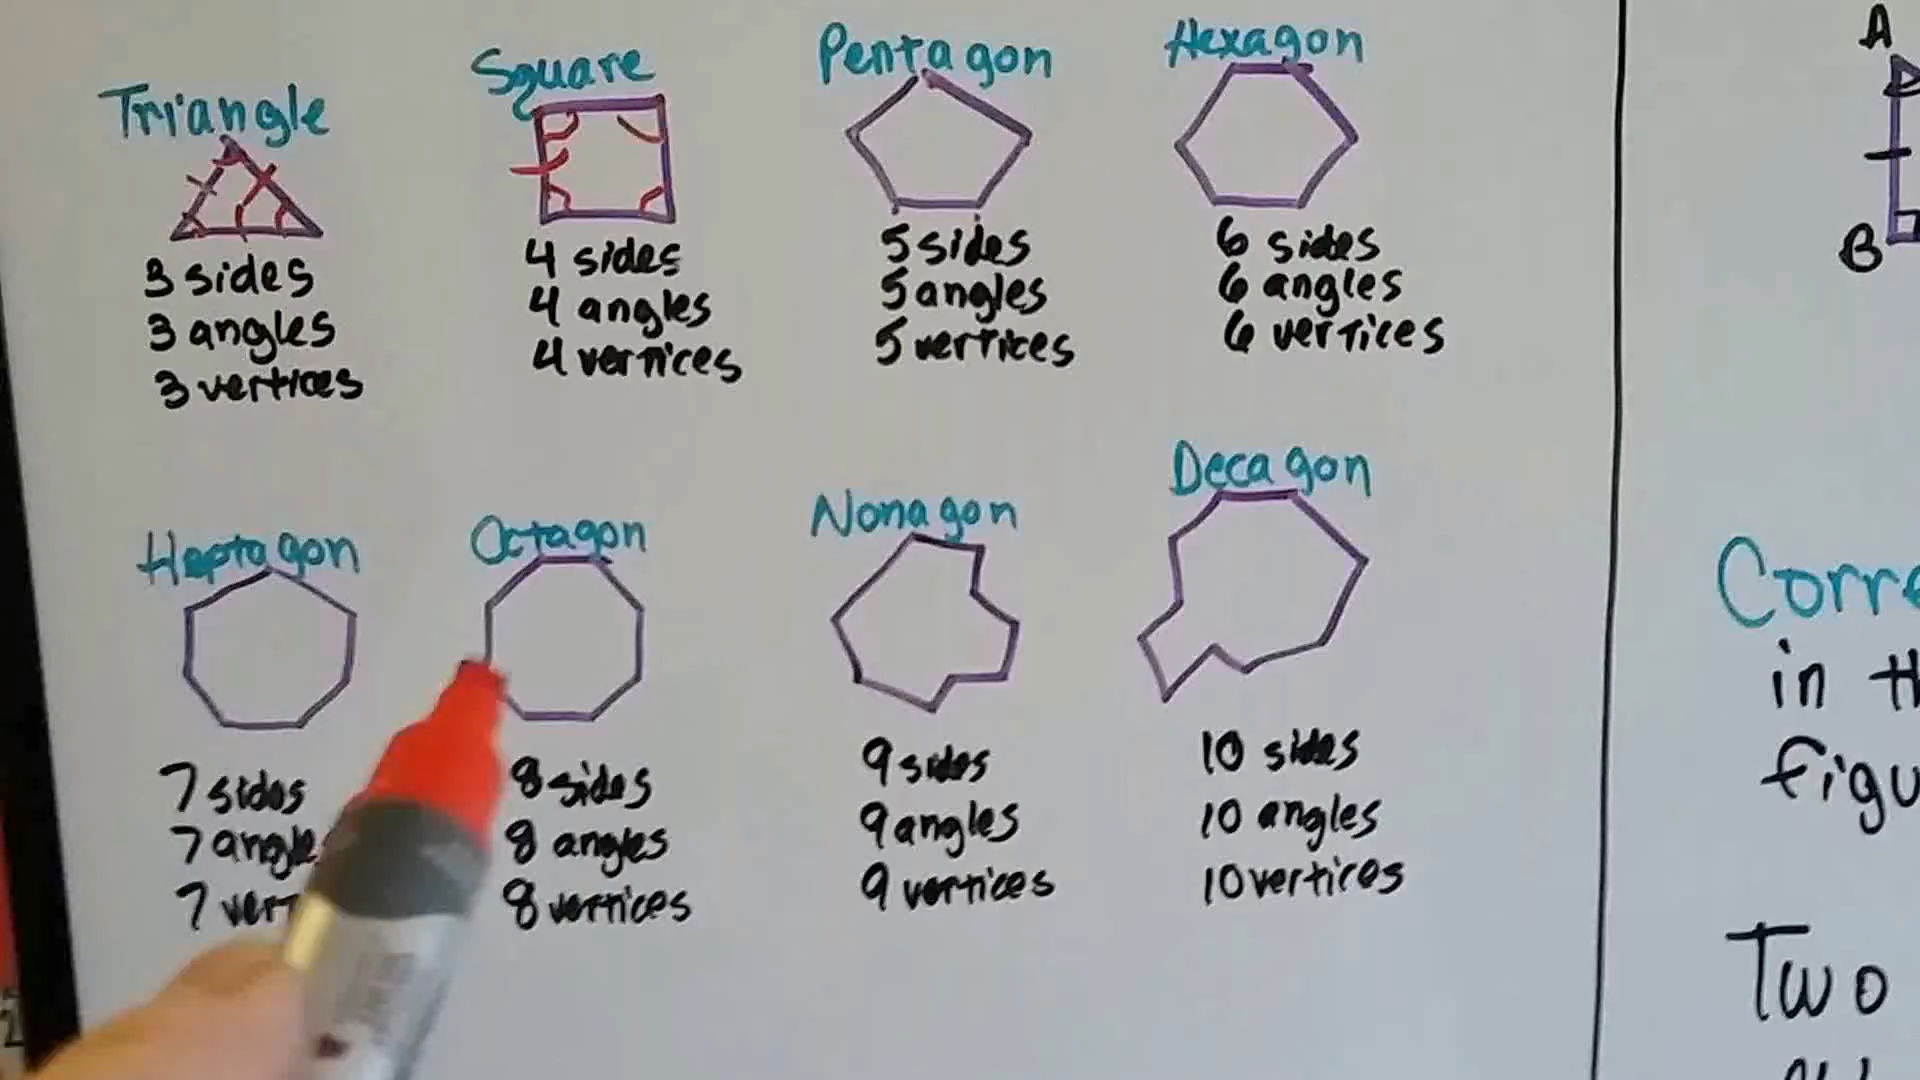 Triangle
3 sides
3 angles
3 vertices
Square
4 sides
4 angles
4 vertices
Pentagon
5 sides
5 angles
5 vertices
Hexagon
6 sides
6 angles
6 vertices
Heptagon
7 sides
7 angles
7 vert
Octagon
8 sides
8 angles
8 vertices
Nonagon
9 sides
9 angles
9 vertices
Decagon
10 sides
10 angles
10 vertices
A
B
Corre
in th
figu
Two